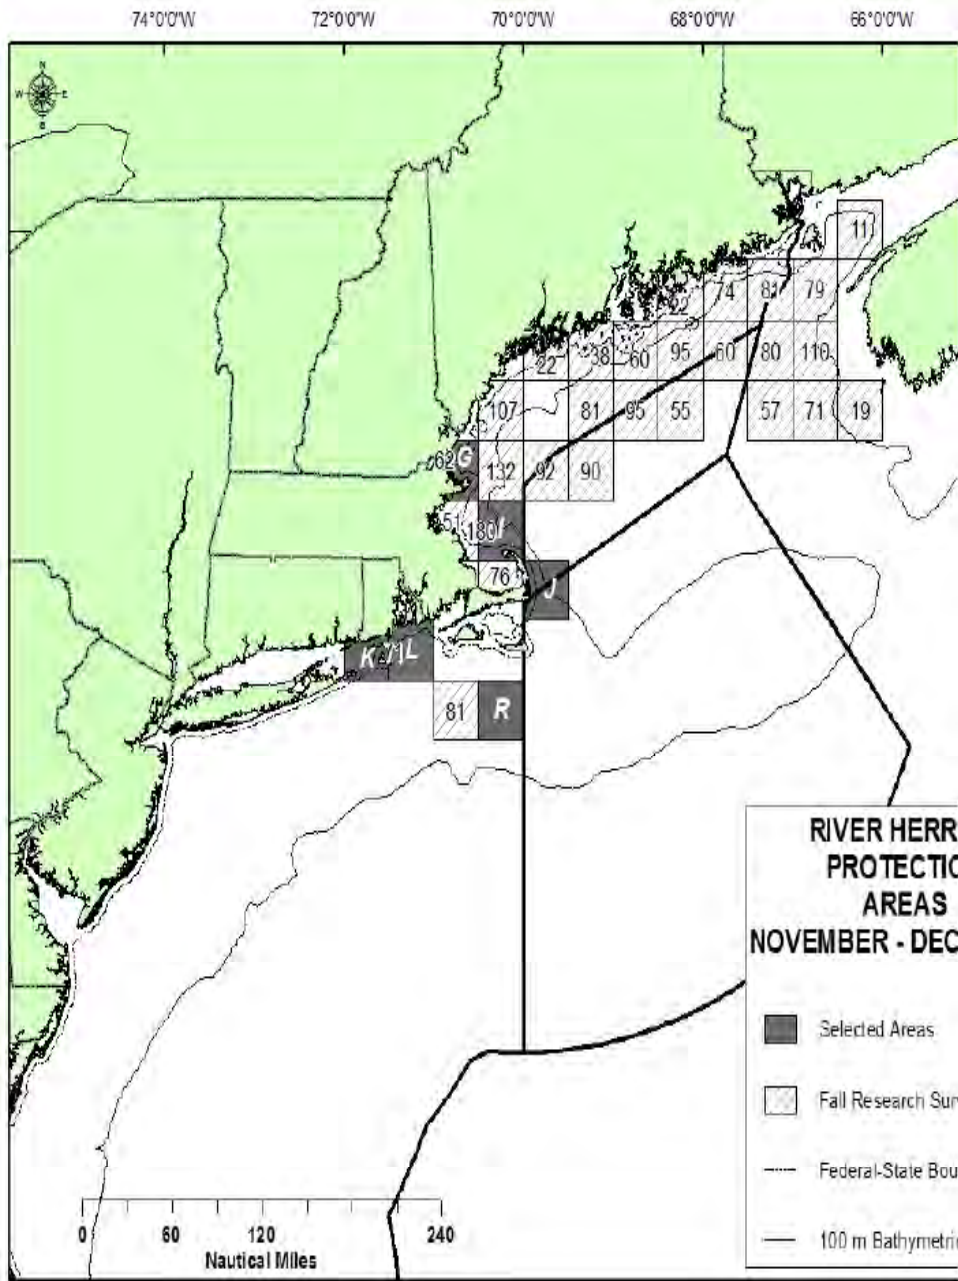 74°0'0"W 72°0'0"W 70°0'0"W 68°0'0"W 66°0'0"W
N
W E
S
11
22 74 81 79
22 38 60 95 60 80 110
107 81 95 55 57 71 19
62 G 132 92 90
51 180 I
76 J
K 71 L
81 R
RIVER HERR
PROTECTIO
AREAS
NOVEMBER - DEC
Selected Areas
Fall Research Sur
Federal-State Bou
100 m Bathymetri
0 60 120 240
Nautical Miles